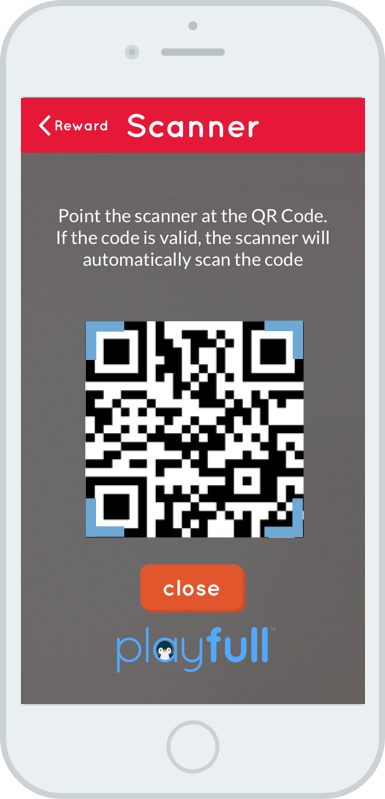 Reward Scanner
Point the scanner at the QR Code.
If the code is valid, the scanner will
automatically scan the code
close
playfull™